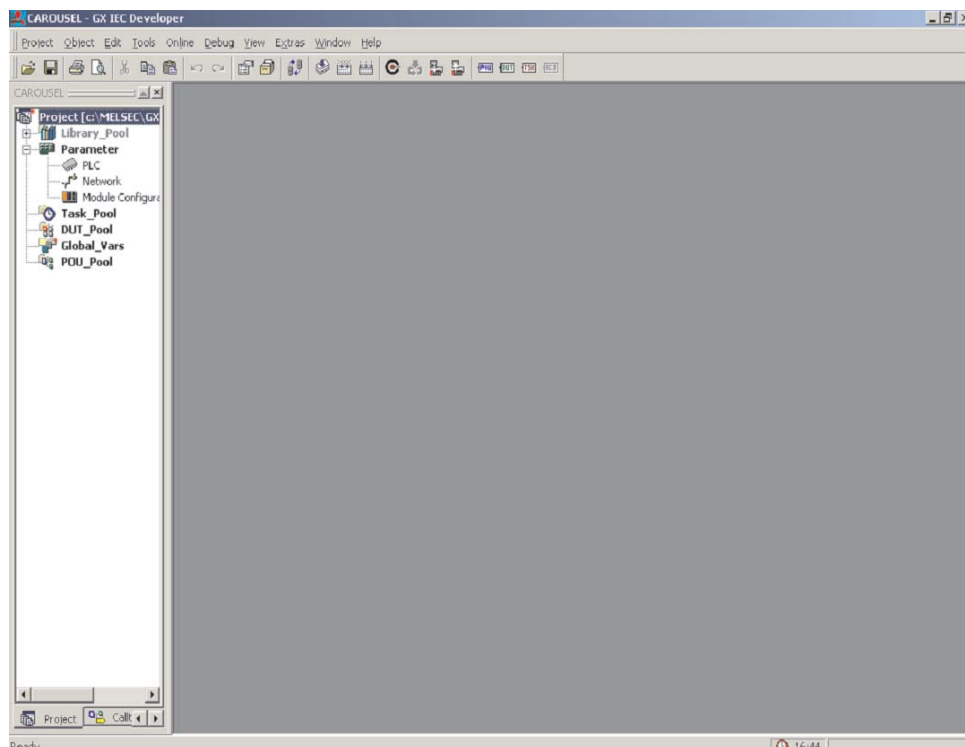 CAROUSEL - GX IEC Developer
Project Object Edit Tools Online Debug View Extras Window Help
CAROUSEL
Project [c:\MELSEC\GX
Library_Pool
Parameter
PLC
Network
Module Configura
Task_Pool
DUT_Pool
Global_Vars
POU_Pool
Project Callt
Ready 16:44